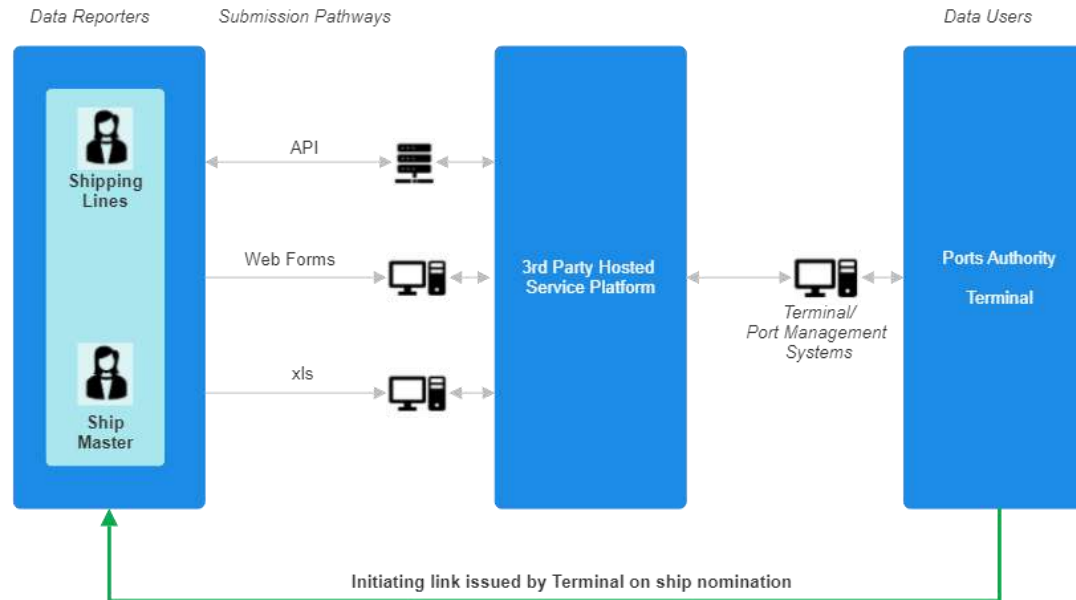 Data Reporters
Submission Pathways
Data Users
Shipping
Lines
Ship
Master
API
Web Forms
xls
3rd Party Hosted
Service Platform
Terminal/
Port Management
Systems
Ports Authority
Terminal
Initiating link issued by Terminal on ship nomination